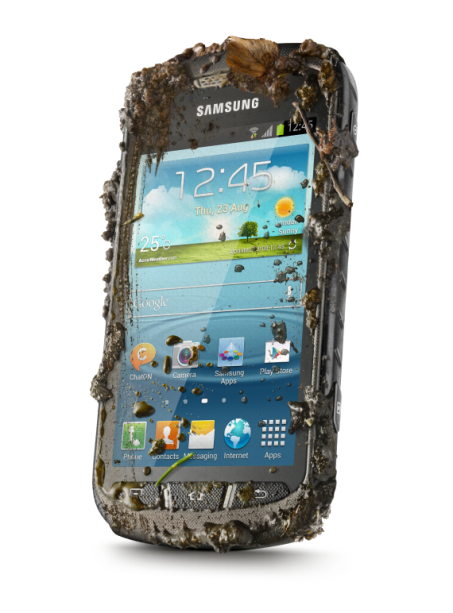 SAMSUNG
12:45
12:45
Thu, 23 Aug
25°
Google
ChatON
Camera
Samsung
Apps
Play Store
Phone
Contacts
Messaging
Internet
Apps